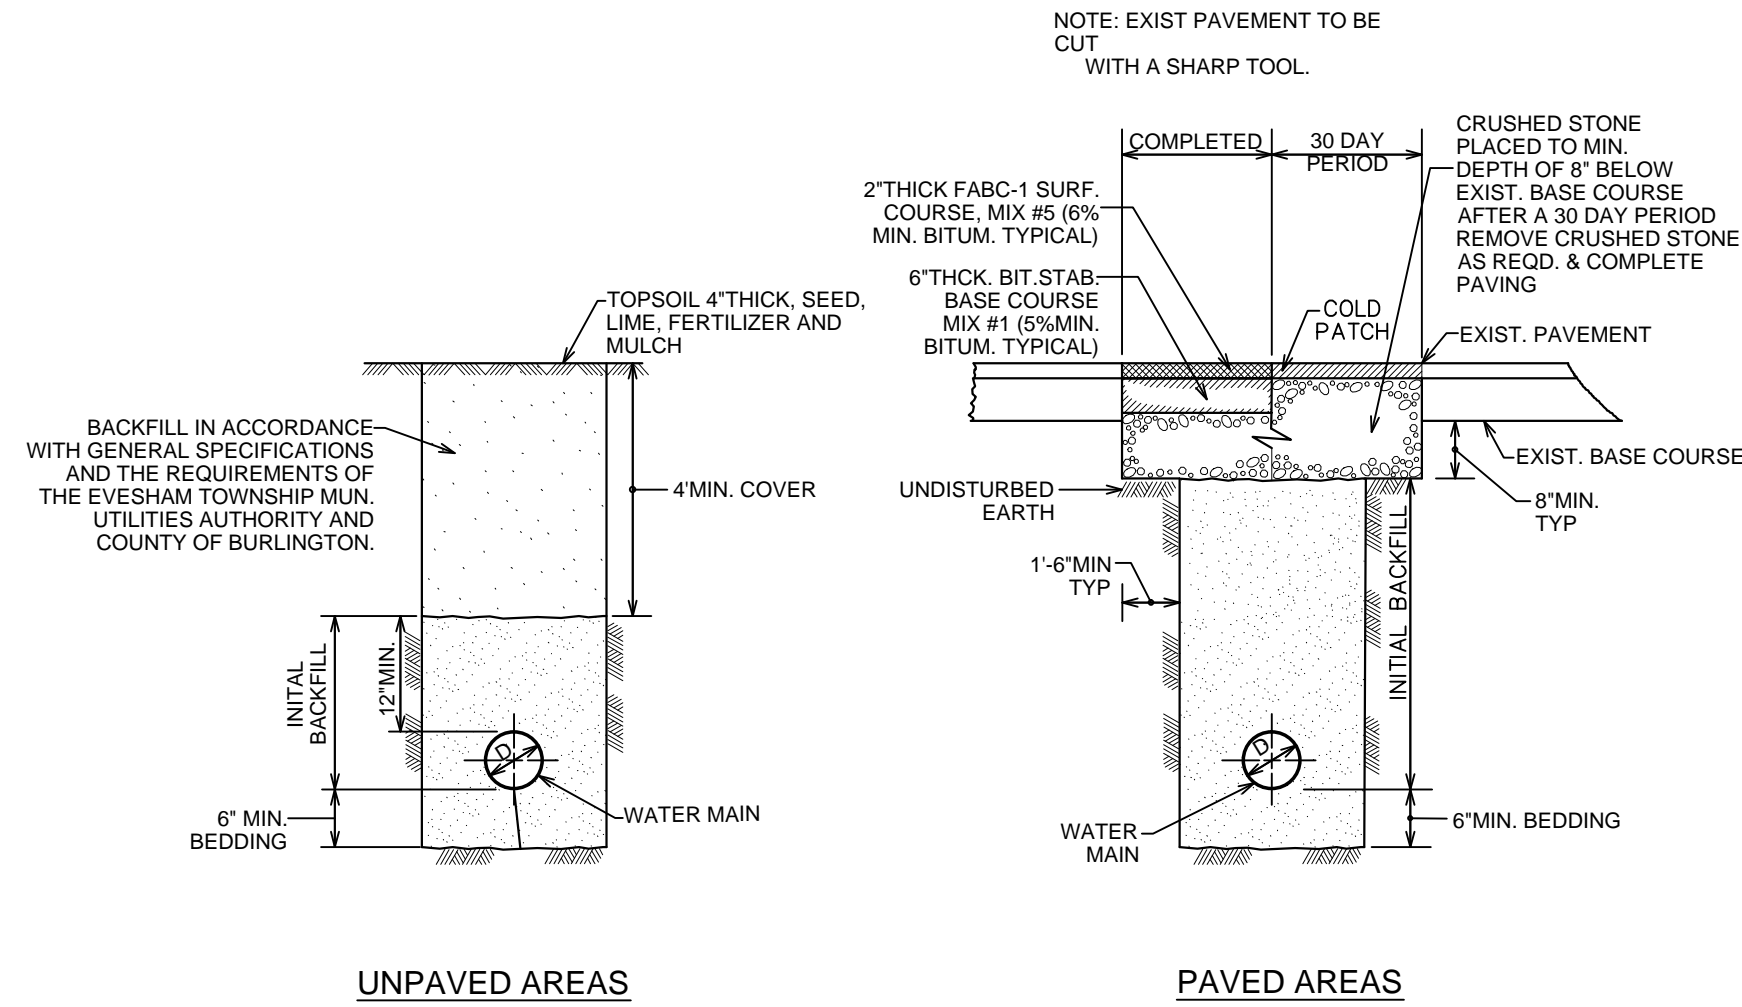 NOTE: EXIST PAVEMENT TO BE
CUT
WITH A SHARP TOOL.
COMPLETED
30 DAY
PERIOD
CRUSHED STONE
PLACED TO MIN.
DEPTH OF 8" BELOW
EXIST. BASE COURSE
AFTER A 30 DAY PERIOD
REMOVE CRUSHED STONE
AS REQD. & COMPLETE
PAVING
2"THICK FABC-1 SURF.
COURSE, MIX #5 (6%
MIN. BITUM. TYPICAL)
6"THCK. BIT.STAB.
BASE COURSE
MIX #1 (5%MIN.
BITUM. TYPICAL)
COLD
PATCH
EXIST. PAVEMENT
EXIST. BASE COURSE
8"MIN.
TYP
UNDISTURBED
EARTH
1'-6"MIN
TYP
INITIAL BACKFILL
D
WATER
MAIN
6"MIN. BEDDING
PAVED AREAS
TOPSOIL 4"THICK, SEED,
LIME, FERTILIZER AND
MULCH
BACKFILL IN ACCORDANCE
WITH GENERAL SPECIFICATIONS
AND THE REQUIREMENTS OF
THE EVESHAM TOWNSHIP MUN.
UTILITIES AUTHORITY AND
COUNTY OF BURLINGTON.
4'MIN. COVER
INITAL
BACKFILL
12"MIN.
D
6" MIN.
BEDDING
WATER MAIN
UNPAVED AREAS